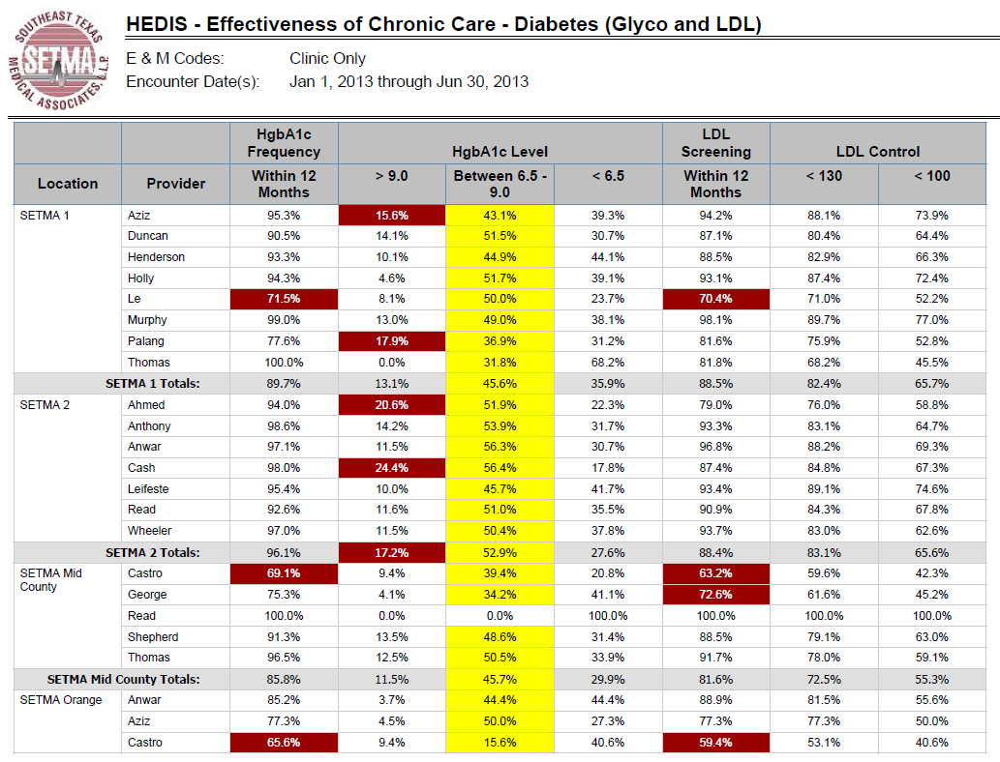 SOUTHEAST TEXAS
SETMA
MEDICAL ASSOCIATES, L.L.P.
HEDIS - Effectiveness of Chronic Care - Diabetes (Glyco and LDL)
E & M Codes: Clinic Only
Encounter Date(s): Jan 1, 2013 through Jun 30, 2013
HgbA1c Frequency HgbA1c Level LDL Screening LDL Control
Location Provider Within 12 Months > 9.0 Between 6.5 - 9.0 < 6.5 Within 12 Months < 130 < 100
SETMA 1 Aziz 95.3% 15.6% 43.1% 39.3% 94.2% 88.1% 73.9%
Duncan 90.5% 14.1% 51.5% 30.7% 87.1% 80.4% 64.4%
Henderson 93.3% 10.1% 44.9% 44.1% 88.5% 82.9% 66.3%
Holly 94.3% 4.6% 51.7% 39.1% 93.1% 87.4% 72.4%
Le 71.5% 8.1% 50.0% 23.7% 70.4% 71.0% 52.2%
Murphy 99.0% 13.0% 49.0% 38.1% 98.1% 89.7% 77.0%
Palang 77.6% 17.9% 36.9% 31.2% 81.6% 75.9% 52.8%
Thomas 100.0% 0.0% 31.8% 68.2% 81.8% 68.2% 45.5%
SETMA 1 Totals: 89.7% 13.1% 45.6% 35.9% 88.5% 82.4% 65.7%
SETMA 2 Ahmed 94.0% 20.6% 51.9% 22.3% 79.0% 76.0% 58.8%
Anthony 98.6% 14.2% 53.9% 31.7% 93.3% 83.1% 64.7%
Anwar 97.1% 11.5% 56.3% 30.7% 96.8% 88.2% 69.3%
Cash 98.0% 24.4% 56.4% 17.8% 87.4% 84.8% 67.3%
Leifeste 95.4% 10.0% 45.7% 41.7% 93.4% 89.1% 74.6%
Read 92.6% 11.6% 51.0% 35.5% 90.9% 84.3% 67.8%
Wheeler 97.0% 11.5% 50.4% 37.8% 93.7% 83.0% 62.6%
SETMA 2 Totals: 96.1% 17.2% 52.9% 27.6% 88.4% 83.1% 65.6%
SETMA Mid County Castro 69.1% 9.4% 39.4% 20.8% 63.2% 59.6% 42.3%
George 75.3% 4.1% 34.2% 41.1% 72.6% 61.6% 45.2%
Read 100.0% 0.0% 0.0% 100.0% 100.0% 100.0% 100.0%
Shepherd 91.3% 13.5% 48.6% 31.4% 88.5% 79.1% 63.0%
Thomas 96.5% 12.5% 50.5% 33.9% 91.7% 78.0% 59.1%
SETMA Mid County Totals: 85.8% 11.5% 45.7% 29.9% 81.6% 72.5% 55.3%
SETMA Orange Anwar 85.2% 3.7% 44.4% 44.4% 88.9% 81.5% 55.6%
Aziz 77.3% 4.5% 50.0% 27.3% 77.3% 77.3% 50.0%
Castro 65.6% 9.4% 15.6% 40.6% 59.4% 53.1% 40.6%